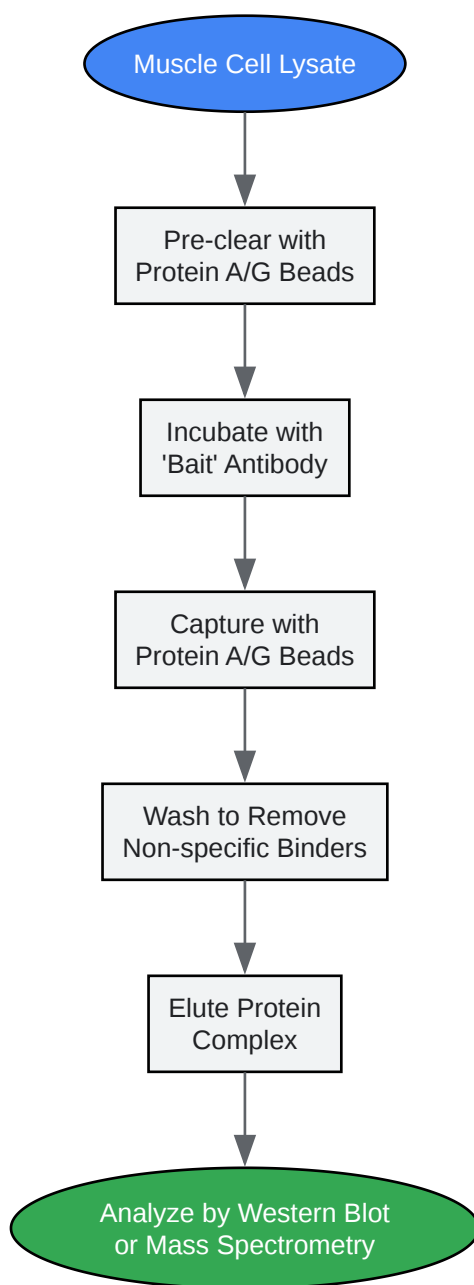 Muscle Cell Lysate
Pre-clear with
Protein A/G Beads
Incubate with
'Bait' Antibody
Capture with
Protein A/G Beads
Wash to Remove
Non-specific Binders
Elute Protein
Complex
Analyze by Western Blot
or Mass Spectrometry